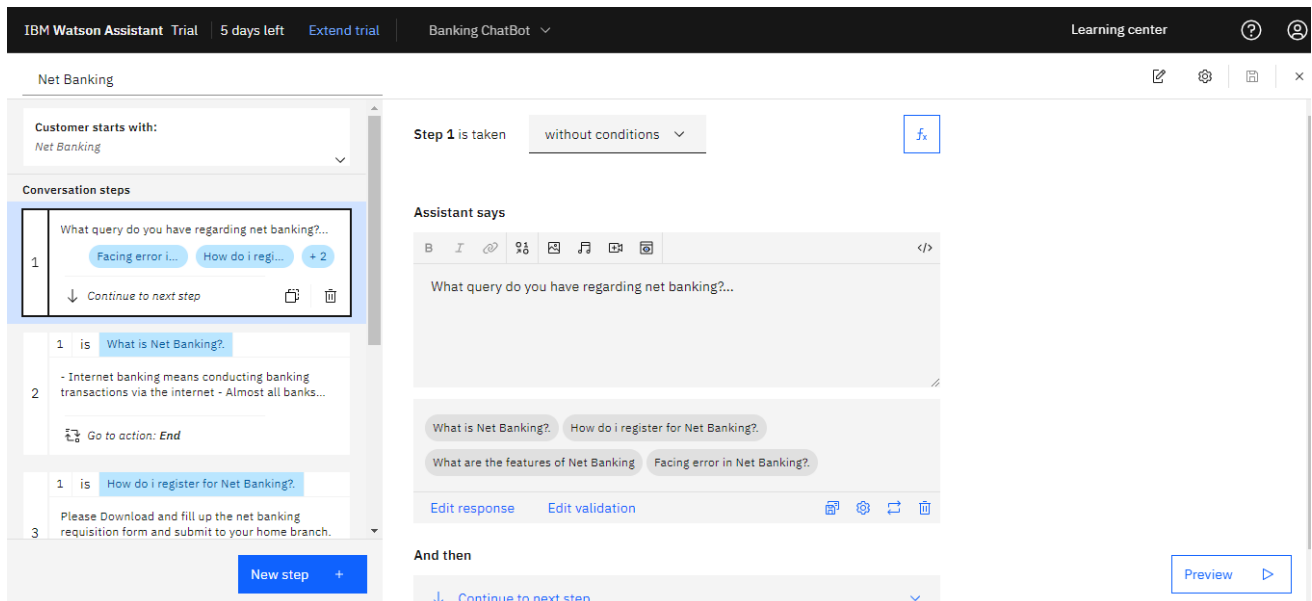 IBM Watson Assistant Trial 5 days left Extend trial Banking ChatBot Learning center
Net Banking
Customer starts with:
Net Banking
Conversation steps
1
What query do you have regarding net banking?...
Facing error i... How do i regi... + 2
Continue to next step
2
1 is What is Net Banking?.
- Internet banking means conducting banking
transactions via the internet - Almost all banks...
Go to action: End
3
1 is How do i register for Net Banking?.
Please Download and fill up the net banking
requisition form and submit to your home branch.
New step +
Step 1 is taken without conditions
fx
Assistant says
B I </>
What query do you have regarding net banking?...
What is Net Banking?. How do i register for Net Banking?.
What are the features of Net Banking Facing error in Net Banking?.
Edit response Edit validation
And then
Continue to next step
Preview